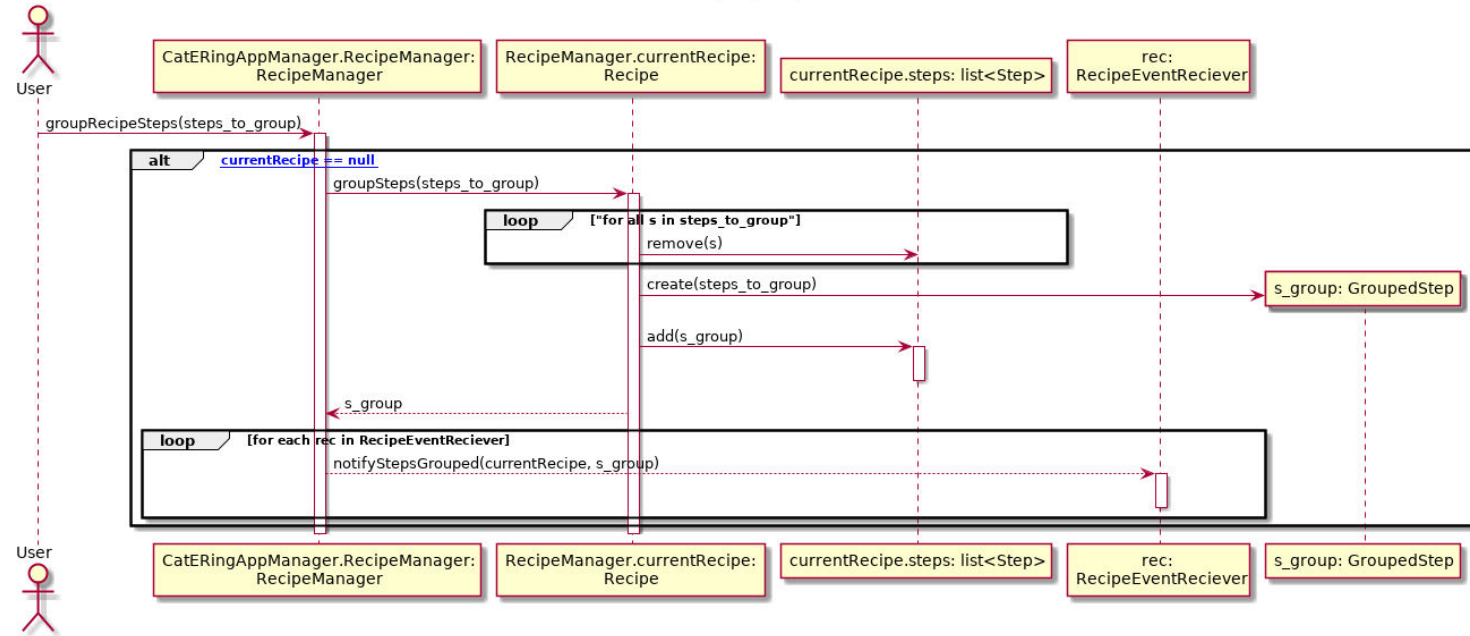 User
CatERingAppManager.RecipeManager:
RecipeManager
RecipeManager.currentRecipe:
Recipe
currentRecipe.steps: list<Step>
rec:
RecipeEventReciever
groupRecipeSteps(steps_to_group)
alt
currentRecipe == null
groupSteps(steps_to_group)
loop
["for all s in steps_to_group"]
remove(s)
create(steps_to_group)
s_group: GroupedStep
add(s_group)
s_group
loop
[for each rec in RecipeEventReciever]
notifyStepsGrouped(currentRecipe, s_group)
User
CatERingAppManager.RecipeManager:
RecipeManager
RecipeManager.currentRecipe:
Recipe
currentRecipe.steps: list<Step>
rec:
RecipeEventReciever
s_group: GroupedStep